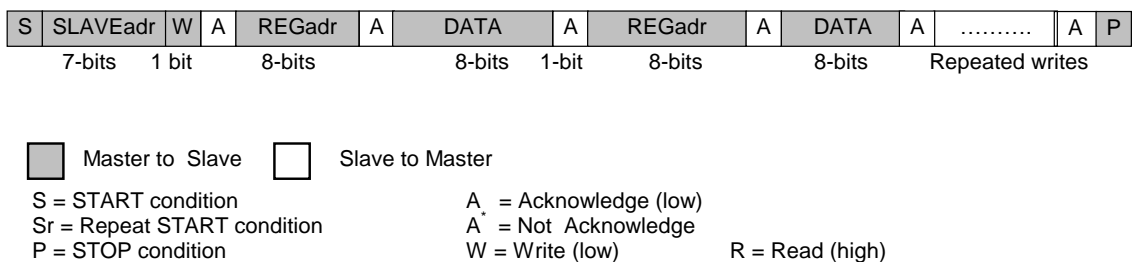 S SLAVEadr W A REGadr A DATA A REGadr A DATA A ………. A P
7-bits 1 bit 8-bits 8-bits 1-bit 8-bits 8-bits Repeated writes
Master to Slave Slave to Master
S = START condition A = Acknowledge (low)
Sr = Repeat START condition A* = Not Acknowledge
P = STOP condition W = Write (low) R = Read (high)